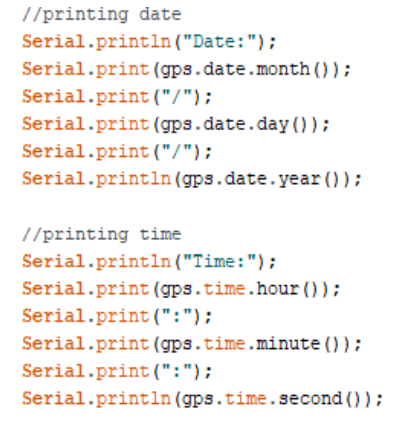 //printing date
Serial.println("Date:");
Serial.print(gps.date.month());
Serial.print("/");
Serial.print(gps.date.day());
Serial.print("/");
Serial.println(gps.date.year());

//printing time
Serial.println("Time:");
Serial.print(gps.time.hour());
Serial.print(":");
Serial.print(gps.time.minute());
Serial.print(":");
Serial.println(gps.time.second());